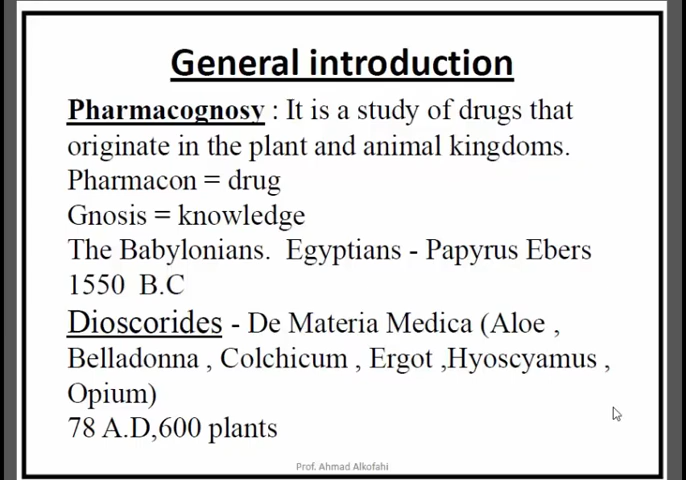 General introduction
Pharmacognosy : It is a study of drugs that
originate in the plant and animal kingdoms.
Pharmacon = drug
Gnosis = knowledge
The Babylonians.  Egyptians - Papyrus Ebers
1550  B.C
Dioscorides - De Materia Medica (Aloe ,
Belladonna , Colchicum , Ergot ,Hyoscyamus ,
Opium)
78 A.D,600 plants
Prof. Ahmad Alkofahi